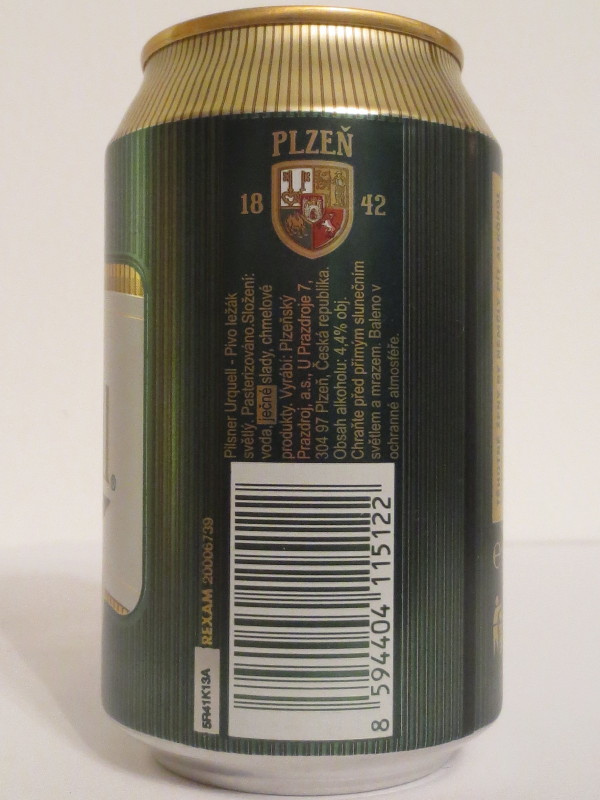 PLZEŇ
18 42
Pilsner Urquell - Pivo ležák
světlý, Pasterizováno.Složení:
voda, ječné slady, chmelové
produkty. Vyrábí: Plzeňský
Prazdroj, a.s., U Prazdroje 7,
304 97 Plzeň, Česká republika.
Obsah alkoholu: 4,4% obj.
Chraňte před přímým slunečním
světlem a mrazem. Baleno v
ochranné atmosféře.
8 594404 115122
REXAM 20006739
5R41K13A